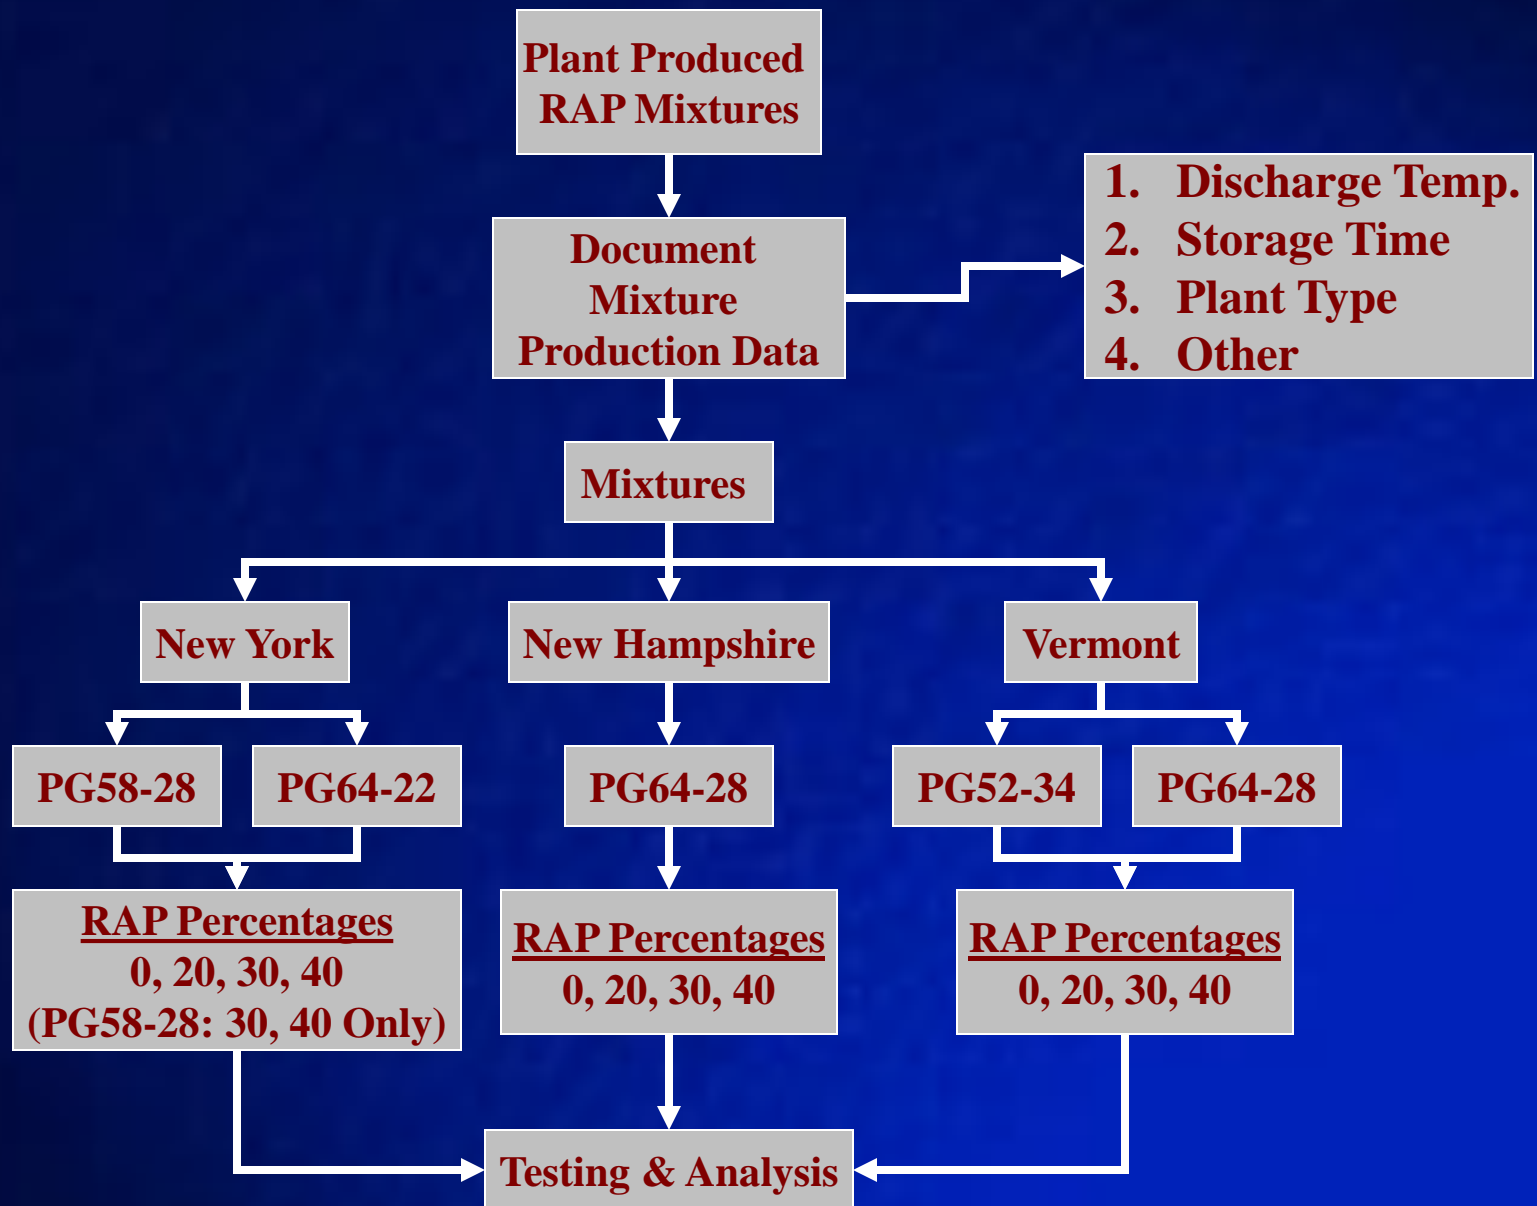 Plant Produced
RAP Mixtures
1. Discharge Temp.
2. Storage Time
3. Plant Type
4. Other
Document
Mixture
Production Data
Mixtures
New York
New Hampshire
Vermont
PG58-28
PG64-22
PG64-28
PG52-34
PG64-28
RAP Percentages
0, 20, 30, 40
(PG58-28: 30, 40 Only)
RAP Percentages
0, 20, 30, 40
RAP Percentages
0, 20, 30, 40
Testing & Analysis